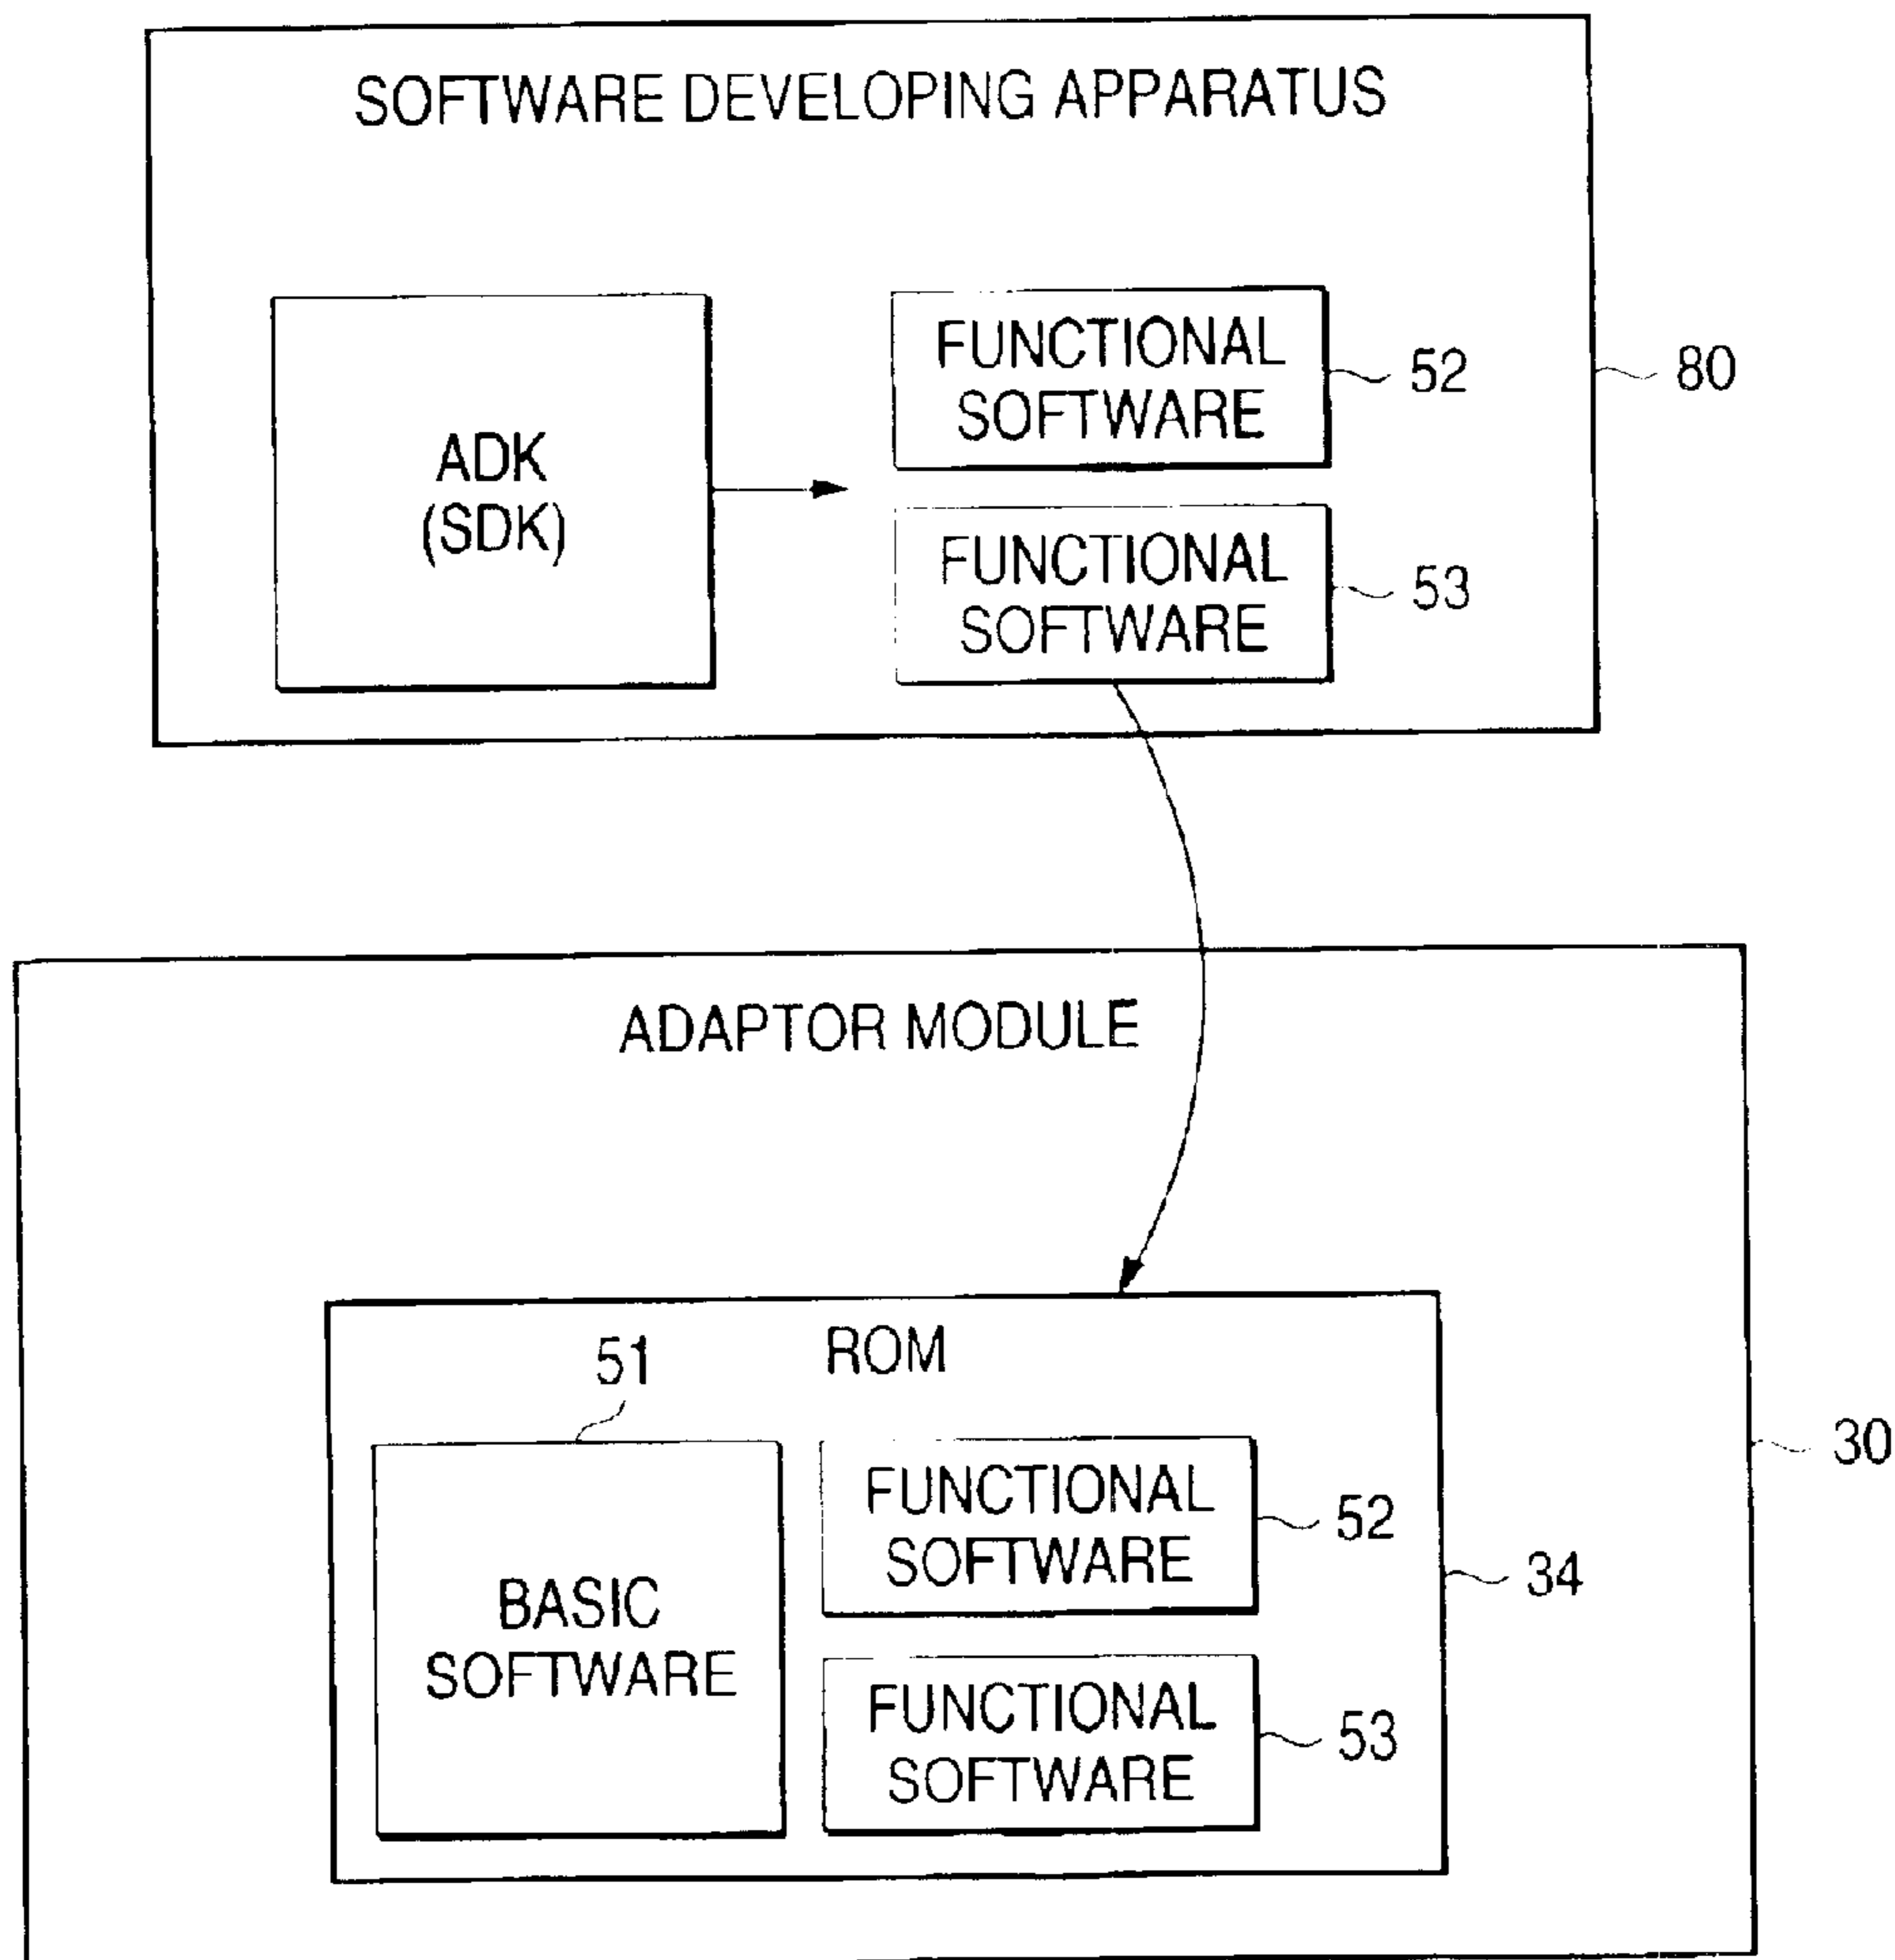 SOFTWARE DEVELOPING APPARATUS
ADK
(SDK)
FUNCTIONAL
SOFTWARE
52
80
FUNCTIONAL
SOFTWARE
53
ADAPTOR MODULE
ROM
51
BASIC
SOFTWARE
FUNCTIONAL
SOFTWARE
52
FUNCTIONAL
SOFTWARE
53
34
30